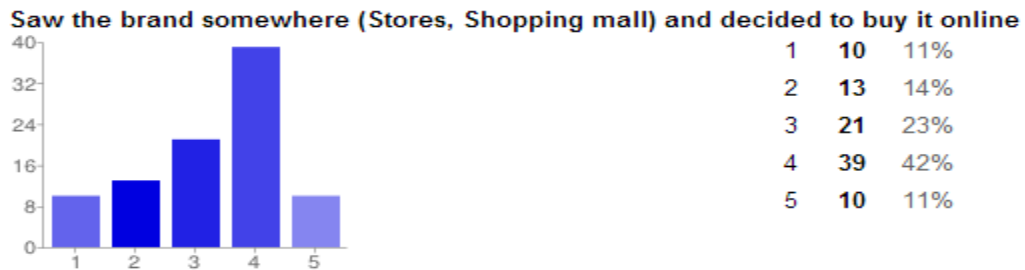 Saw the brand somewhere (Stores, Shopping mall) and decided to buy it online
40
32
24
16
8
0
1 2 3 4 5
1 10 11%
2 13 14%
3 21 23%
4 39 42%
5 10 11%